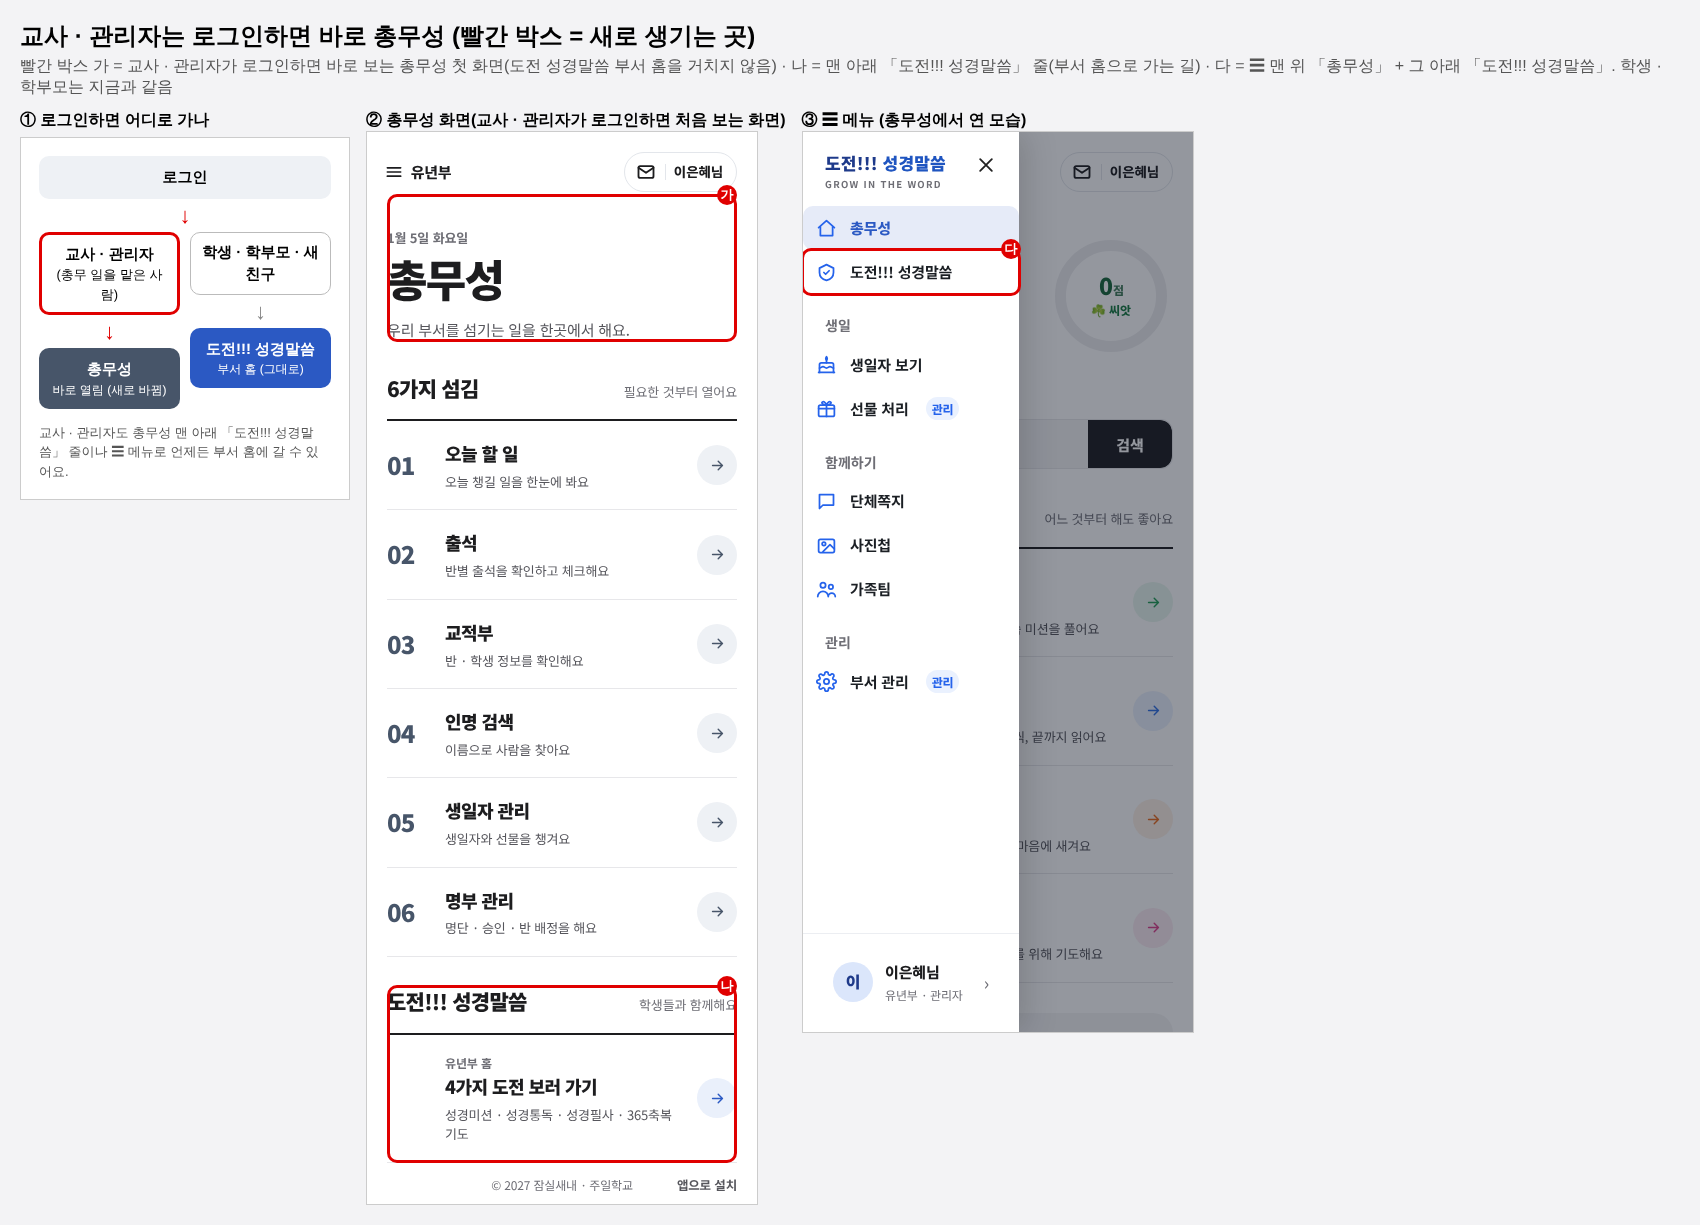 교사 · 관리자는 로그인하면 바로 총무성 (빨간 박스 = 새로 생기는 곳)
빨간 박스 가 = 교사 · 관리자가 로그인하면 바로 보는 총무성 첫 화면(도전 성경말씀 부서 홈을 거치지 않음) · 나 = 맨 아래 「도전!!! 성경말씀」 줄(부서 홈으로 가는 길) · 다 = ☰ 맨 위 「총무성」 + 그 아래 「도전!!! 성경말씀」. 학생 ·
학부모는 지금과 같음
① 로그인하면 어디로 가나
로그인
↓
교사 · 관리자
(총무 일을 맡은 사
람)
↓
총무성
바로 열림 (새로 바뀜)
학생 · 학부모 · 새
친구
↓
도전!!! 성경말씀
부서 홈 (그대로)
교사 · 관리자도 총무성 맨 아래 「도전!!! 성경말
씀」 줄이나 ☰ 메뉴로 언제든 부서 홈에 갈 수 있
어요.
② 총무성 화면(교사 · 관리자가 로그인하면 처음 보는 화면)
유년부
이은혜님
가
1월 5일 화요일
총무성
우리 부서를 섬기는 일을 한곳에서 해요.
6가지 섬김
필요한 것부터 열어요
01
오늘 할 일
오늘 챙길 일을 한눈에 봐요
02
출석
반별 출석을 확인하고 체크해요
03
교적부
반 · 학생 정보를 확인해요
04
인명 검색
이름으로 사람을 찾아요
05
생일자 관리
생일자와 선물을 챙겨요
06
명부 관리
명단 · 승인 · 반 배정을 해요
나
도전!!! 성경말씀
학생들과 함께해요
유년부 홈
4가지 도전 보러 가기
성경미션 · 성경통독 · 성경필사 · 365축복
기도
© 2027 잠실새내 · 주일학교
앱으로 설치
③ ☰ 메뉴 (총무성에서 연 모습)
도전!!! 성경말씀
GROW IN THE WORD
총무성
다
도전!!! 성경말씀
생일
생일자 보기
선물 처리 관리
함께하기
단체쪽지
사진첩
가족팀
관리
부서 관리 관리
이
이은혜님
유년부 · 관리자
이은혜님
0점
씨앗
검색
어느 것부터 해도 좋아요
미션을 풀어요
끝까지 읽어요
마음에 새겨요
위해 기도해요